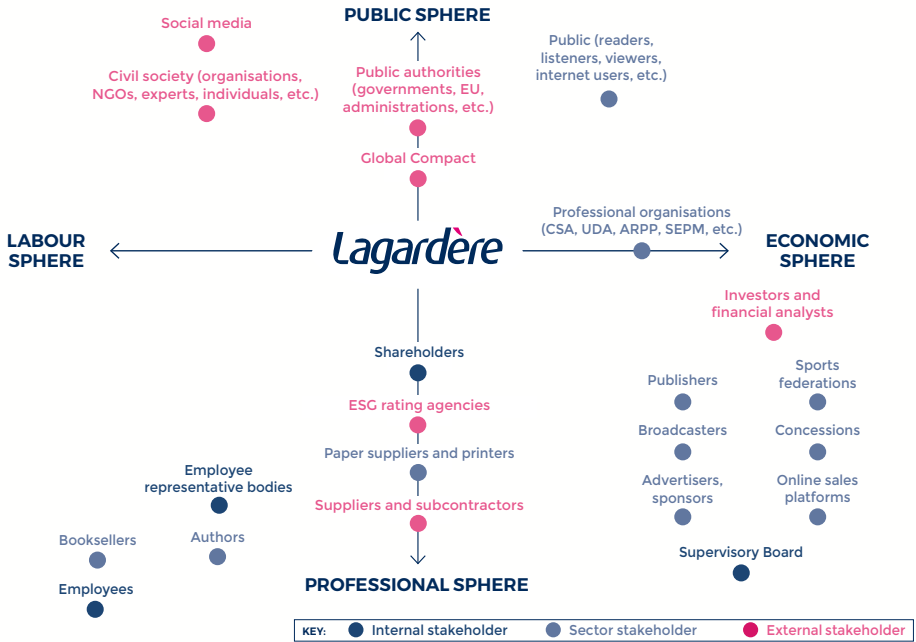 PUBLIC SPHERE
Social media
Public (readers,
listeners, viewers,
internet users, etc.)
Civil society (organisations,
NGOs, experts, individuals, etc.)
Public authorities
(governments, EU,
administrations, etc.)
Global Compact
Professional organisations
(CSA, UDA, ARPP, SEPM, etc.)
LABOUR
SPHERE
Lagardère
ECONOMIC
SPHERE
Investors and
financial analysts
Shareholders
Sports
federations
Publishers
ESG rating agencies
Broadcasters
Concessions
Paper suppliers and printers
Employee
representative bodies
Advertisers,
sponsors
Online sales
platforms
Suppliers and subcontractors
Booksellers
Authors
Supervisory Board
Employees
PROFESSIONAL SPHERE
KEY: Internal stakeholder Sector stakeholder External stakeholder